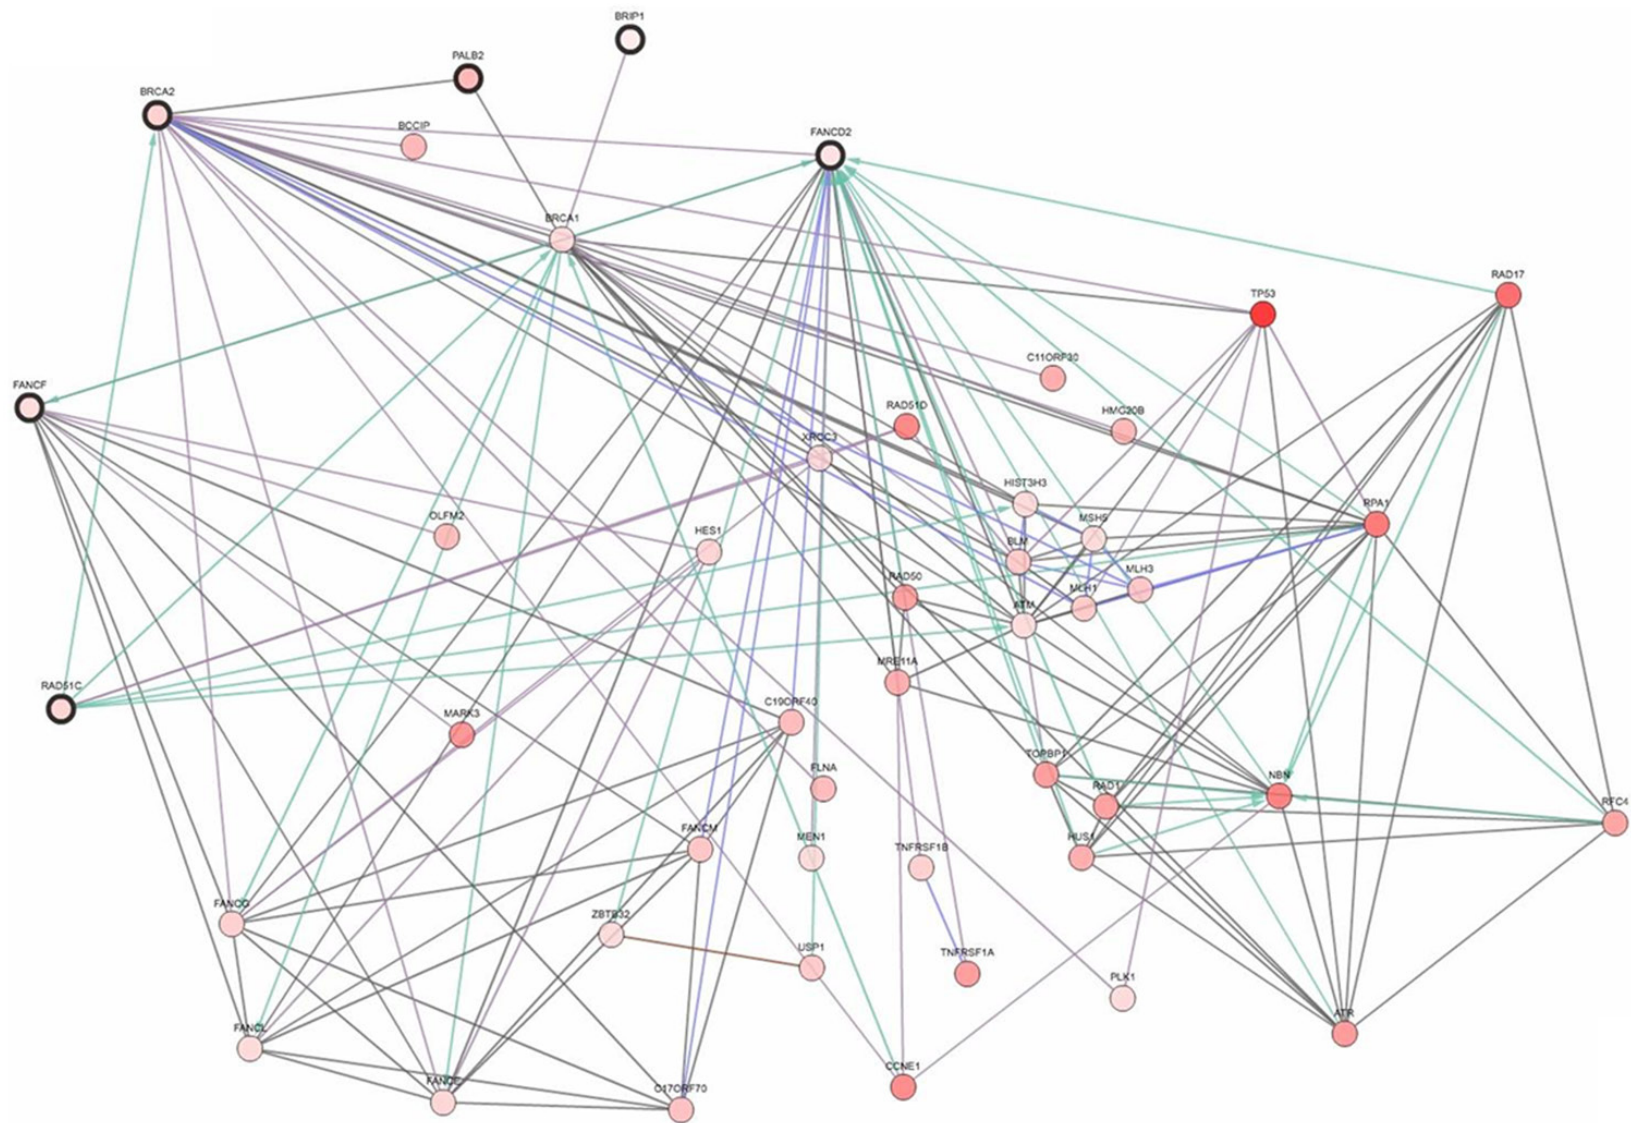 BRIP1
PALB2
BRCA2
BCCIP
FANCD2
BRCA1
RAD17
TP53
C11ORF30
FANCF
RAD51D
HMG20B
XRCC3
HIST3H3
RPA1
OLFM2
MSH5
HES1
BLM
MLH3
RAD50
MLH1
ATM
MRE11A
RAD51C
C19ORF40
MARK3
TOPBP1
FLNA
NBN
RAD1
RFC4
FANCM
MEN1
HUS1
TNFRSF1B
FANCG
ZBTB32
USP1
TNFRSF1A
PLK1
ATR
FANCL
CCNE1
FANCE
C17ORF70